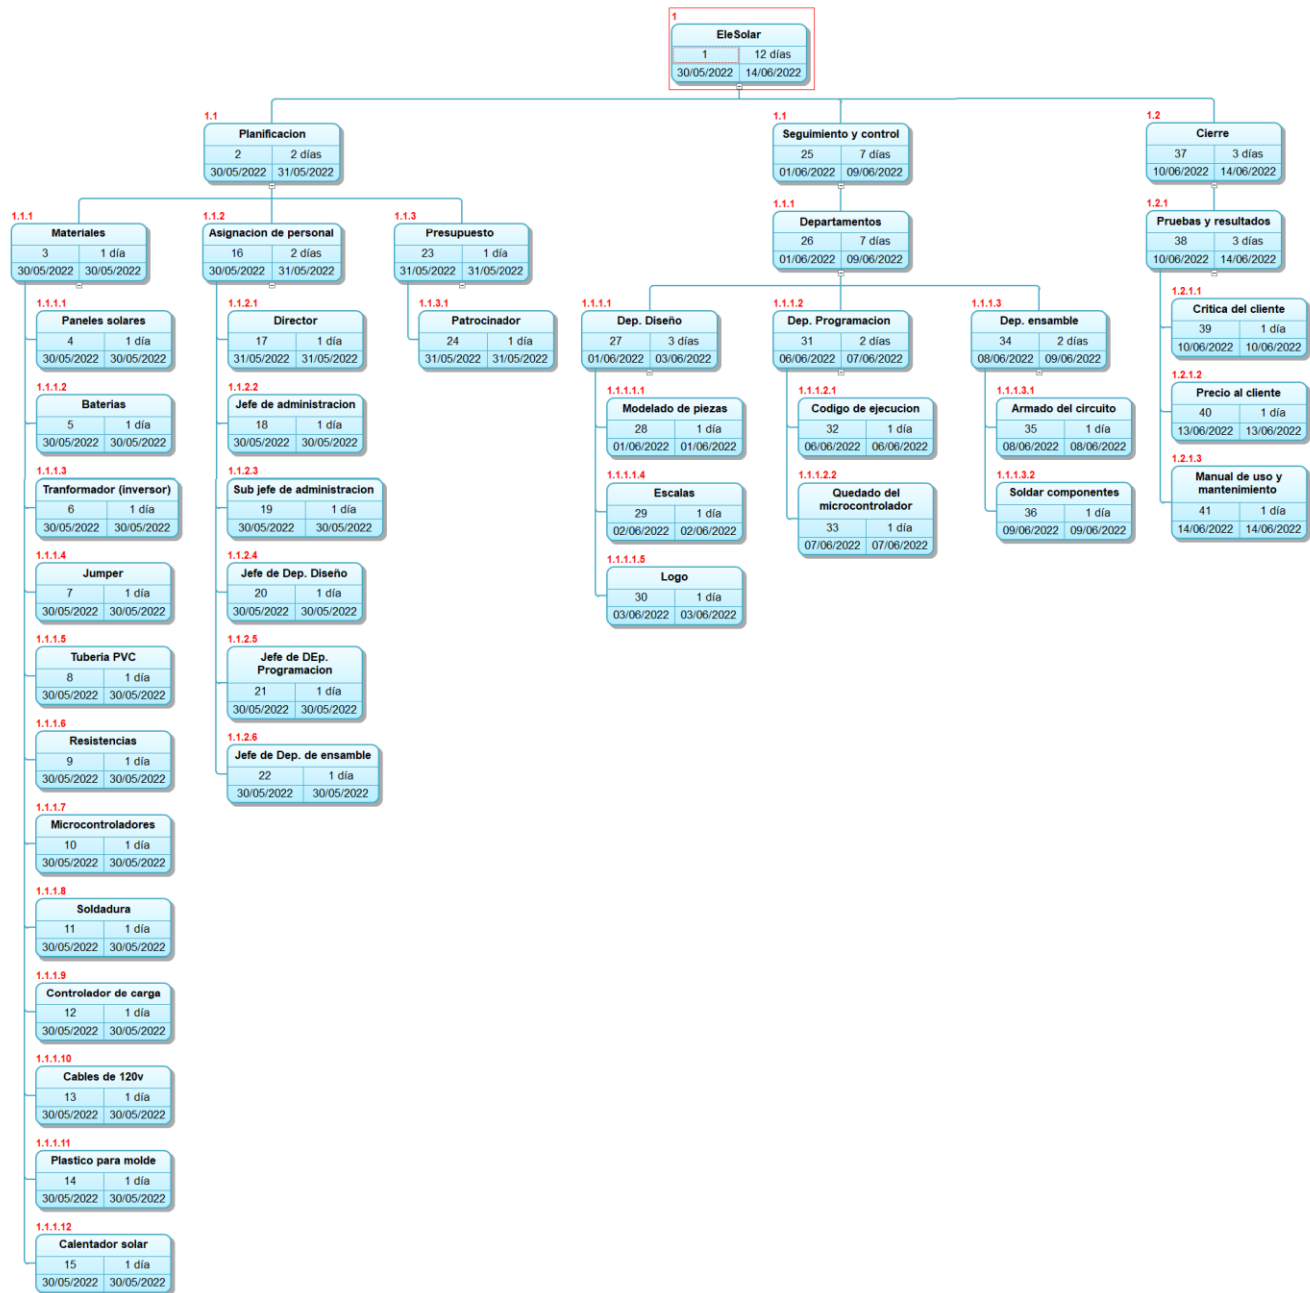 1
EleSolar
1 12 días
30/05/2022 14/06/2022
1.1
Planificacion
2 2 días
30/05/2022 31/05/2022
1.1.1
Materiales
3 1 día
30/05/2022 30/05/2022
1.1.1.1
Paneles solares
4 1 día
30/05/2022 30/05/2022
1.1.1.2
Baterias
5 1 día
30/05/2022 30/05/2022
1.1.1.3
Tranformador (inversor)
6 1 día
30/05/2022 30/05/2022
1.1.1.4
Jumper
7 1 día
30/05/2022 30/05/2022
1.1.1.5
Tuberia PVC
8 1 día
30/05/2022 30/05/2022
1.1.1.6
Resistencias
9 1 día
30/05/2022 30/05/2022
1.1.1.7
Microcontroladores
10 1 día
30/05/2022 30/05/2022
1.1.1.8
Soldadura
11 1 día
30/05/2022 30/05/2022
1.1.1.9
Controlador de carga
12 1 día
30/05/2022 30/05/2022
1.1.1.10
Cables de 120v
13 1 día
30/05/2022 30/05/2022
1.1.1.11
Plastico para molde
14 1 día
30/05/2022 30/05/2022
1.1.1.12
Calentador solar
15 1 día
30/05/2022 30/05/2022
1.1.2
Asignacion de personal
16 2 días
30/05/2022 31/05/2022
1.1.2.1
Director
17 1 día
31/05/2022 31/05/2022
1.1.2.2
Jefe de administracion
18 1 día
30/05/2022 30/05/2022
1.1.2.3
Sub jefe de administracion
19 1 día
30/05/2022 30/05/2022
1.1.2.4
Jefe de Dep. Diseño
20 1 día
30/05/2022 30/05/2022
1.1.2.5
Jefe de DEp.
Programacion
21 1 día
30/05/2022 30/05/2022
1.1.2.6
Jefe de Dep. de ensamble
22 1 día
30/05/2022 30/05/2022
1.1.3
Presupuesto
23 1 día
31/05/2022 31/05/2022
1.1.3.1
Patrocinador
24 1 día
31/05/2022 31/05/2022
1.1
Seguimiento y control
25 7 días
01/06/2022 09/06/2022
1.1.1
Departamentos
26 7 días
01/06/2022 09/06/2022
1.1.1.1
Dep. Diseño
27 3 días
01/06/2022 03/06/2022
1.1.1.1.1
Modelado de piezas
28 1 día
01/06/2022 01/06/2022
1.1.1.1.4
Escalas
29 1 día
02/06/2022 02/06/2022
1.1.1.1.5
Logo
30 1 día
03/06/2022 03/06/2022
1.1.1.2
Dep. Programacion
31 2 días
06/06/2022 07/06/2022
1.1.1.2.1
Codigo de ejecucion
32 1 día
06/06/2022 06/06/2022
1.1.1.2.2
Quedado del
microcontrolador
33 1 día
07/06/2022 07/06/2022
1.1.1.3
Dep. ensamble
34 2 días
08/06/2022 09/06/2022
1.1.1.3.1
Armado del circuito
35 1 día
08/06/2022 08/06/2022
1.1.1.3.2
Soldar componentes
36 1 día
09/06/2022 09/06/2022
1.2
Cierre
37 3 días
10/06/2022 14/06/2022
1.2.1
Pruebas y resultados
38 3 días
10/06/2022 14/06/2022
1.2.1.1
Critica del cliente
39 1 día
10/06/2022 10/06/2022
1.2.1.2
Precio al cliente
40 1 día
13/06/2022 13/06/2022
1.2.1.3
Manual de uso y
mantenimiento
41 1 día
14/06/2022 14/06/2022